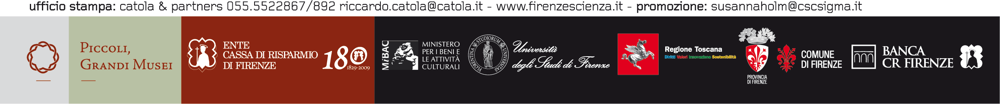 ufficio stampa: catola & partners 055.5522867/892 riccardo.catola@catola.it - www.firenzescienza.it - promozione: susannaholm@cscsigma.it
PICCOLI,
GRANDI MUSEI
ENTE
CASSA DI RISPARMIO
DI FIRENZE
180
1829-2009
MiBAC
MINISTERO
PER I BENI E
LE ATTIVITÀ
CULTURALI
FLORENTINA STUDIORUM UNIVERSITAS
Università
degli Studi di Firenze
Regione Toscana
Diritti Valori Innovazione Sostenibilità
PROVINCIA
DI FIRENZE
COMUNE
DI FIRENZE
BANCA
CR FIRENZE